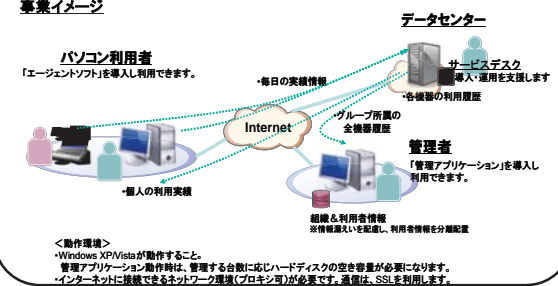 事業イメージ
データセンター
パソコン利用者
「エージェントソフト」を導入し利用できます。
サービスデスク
導入・運用を支援します
・毎日の実績情報
・各機器の利用履歴
・グループ所属の
全機器履歴
Internet
管理者
「管理アプリケーション」を導入し
利用できます。
・個人の利用実績
組織＆利用者情報
※情報漏えいを配慮し、利用者情報を分離配置
＜動作環境＞
・Windows XP/Vistaが動作すること。
管理アプリケーション動作時は、管理する台数に応じハードディスクの空き容量が必要になります。
・インターネットに接続できるネットワーク環境（プロキシ可）が必要です。通信は、SSLを利用します。